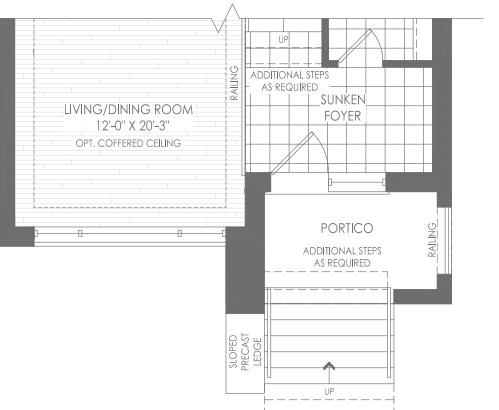 UP
ADDITIONAL STEPS
AS REQUIRED
RAILING
SUNKEN
FOYER
LIVING/DINING ROOM
12'-0" X 20'-3"
OPT. COFFERED CEILING
PORTICO
ADDITIONAL STEPS
AS REQUIRED
RAILING
SLOPED
PRECAST
LEDGE
UP